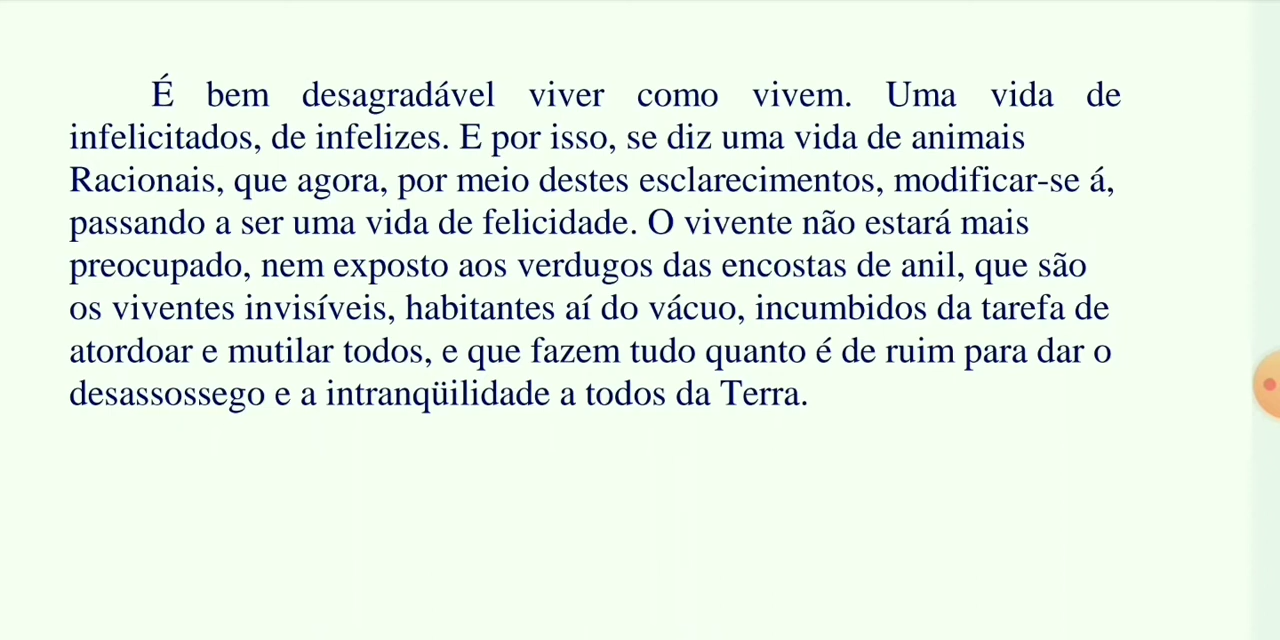 É bem desagradável viver como vivem. Uma vida de
infelicitados, de infelizes. E por isso, se diz uma vida de animais
Racionais, que agora, por meio destes esclarecimentos, modificar-se á,
passando a ser uma vida de felicidade. O vivente não estará mais
preocupado, nem exposto aos verdugos das encostas de anil, que são
os viventes invisíveis, habitantes aí do vácuo, incumbidos da tarefa de
atordoar e mutilar todos, e que fazem tudo quanto é de ruim para dar o
desassossego e a intranqüilidade a todos da Terra.